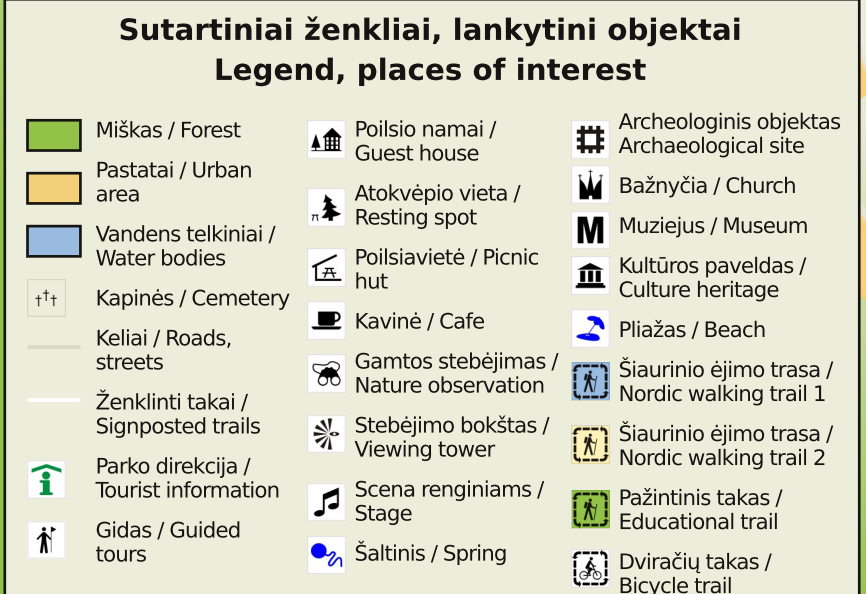 Sutartiniai ženkliai, lankytini objektai
Legend, places of interest
Miškas / Forest
Pastatai / Urban
area
Vandens telkiniai /
Water bodies
Kapinės / Cemetery
Keliai / Roads,
streets
Ženklinti takai /
Signposted trails
Parko direkcija /
Tourist information
Gidas / Guided
tours
Poilsio namai /
Guest house
Atokvėpio vieta /
Resting spot
Poilsiavietė / Picnic
hut
Kavinė / Cafe
Gamtos stebėjimas /
Nature observation
Stebėjimo bokštas /
Viewing tower
Scena renginiams /
Stage
Šaltinis / Spring
Archeologinis objektas
Archaeological site
Bažnyčia / Church
M Muziejus / Museum
Kultūros paveldas /
Culture heritage
Pliažas / Beach
Šiaurinio ėjimo trasa /
Nordic walking trail 1
Šiaurinio ėjimo trasa /
Nordic walking trail 2
Pažintinis takas /
Educational trail
Dviračių takas /
Bicycle trail